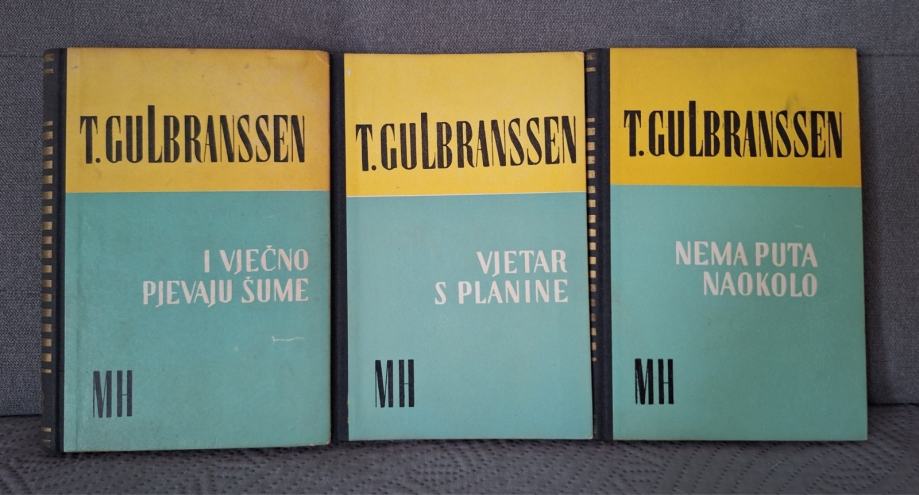 T. GULBRANSSEN
I VJEČNO
PJEVAJU ŠUME
MH
T. GULBRANSSEN
VJETAR
S PLANINE
MH
T. GULBRANSSEN
NEMA PUTA
NAOKOLO
MH